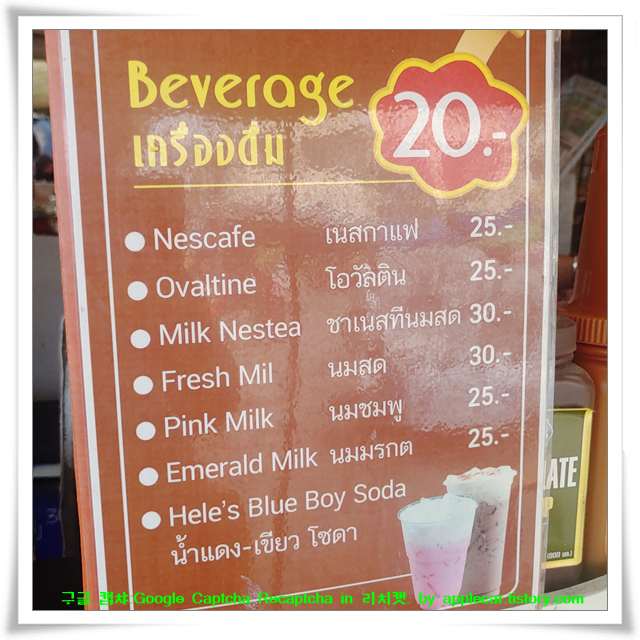 Beverage
เครื่องดื่ม
20.-
Nescafe เนสกาแฟ 25.-
Ovaltine โอวัลติน 25.-
Milk Nestea ชาเนสทีนมสด 30.-
Fresh Mil นมสด 30.-
Pink Milk นมชมพู 25.-
Emerald Milk นมมรกต 25.-
Hele's Blue Boy Soda
น้ำแดง-เขียว โซดา
ATE
(800
구글 캡챠 Google Captcha Recaptcha in 리치캣 by applecartistory.com